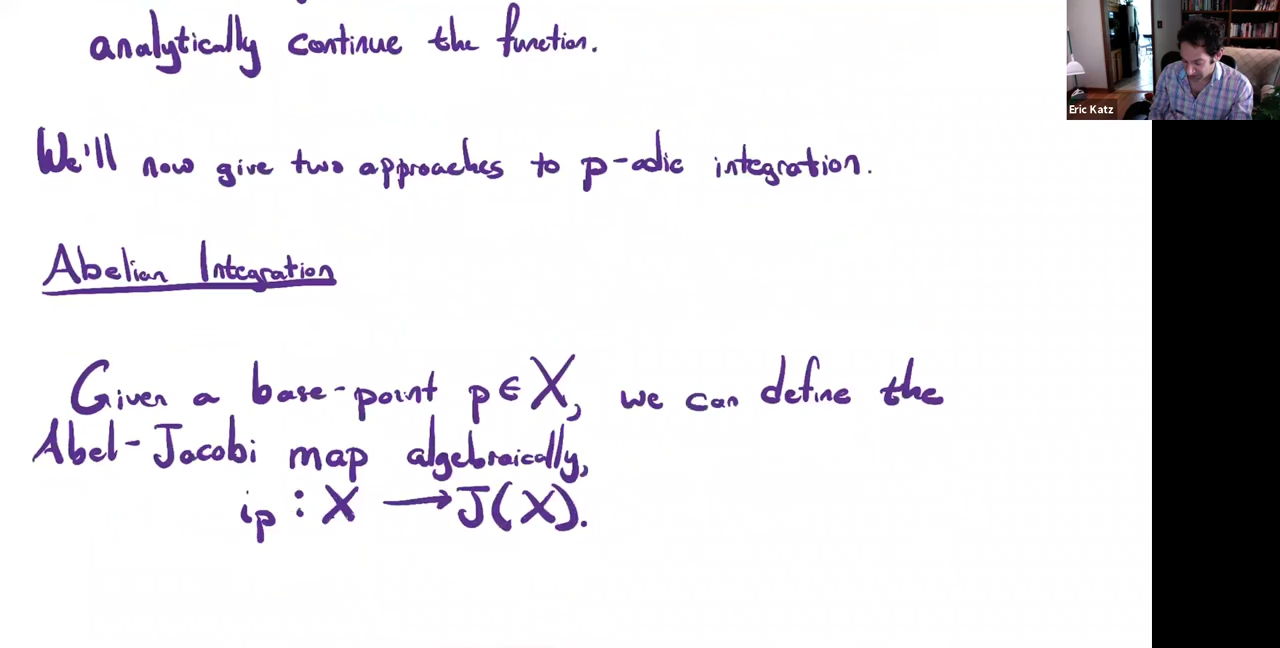 analytically continue the function.
Eric Katz
We'll now give two approaches to p-adic integration.
Abelian Integration
Given a base-point p∈X, we can define the
Abel-Jacobi map algebraically,
i_p : X → J(X).